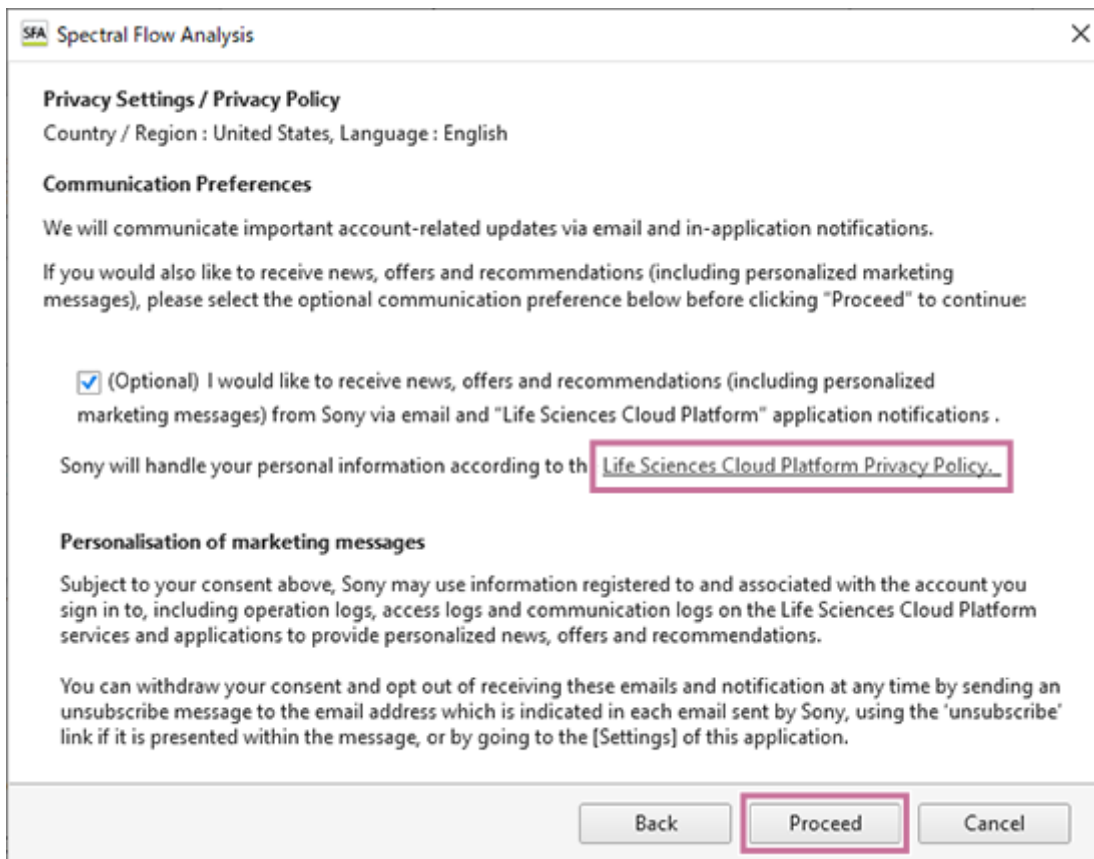 SFA Spectral Flow Analysis
Privacy Settings / Privacy Policy
Country / Region : United States, Language : English
Communication Preferences
We will communicate important account-related updates via email and in-application notifications.
If you would also like to receive news, offers and recommendations (including personalized marketing
messages), please select the optional communication preference below before clicking "Proceed" to continue:
(Optional) I would like to receive news, offers and recommendations (including personalized
marketing messages) from Sony via email and "Life Sciences Cloud Platform" application notifications .
Sony will handle your personal information according to th Life Sciences Cloud Platform Privacy Policy.
Personalisation of marketing messages
Subject to your consent above, Sony may use information registered to and associated with the account you
sign in to, including operation logs, access logs and communication logs on the Life Sciences Cloud Platform
services and applications to provide personalized news, offers and recommendations.
You can withdraw your consent and opt out of receiving these emails and notification at any time by sending an
unsubscribe message to the email address which is indicated in each email sent by Sony, using the 'unsubscribe'
link if it is presented within the message, or by going to the [Settings] of this application.
Back Proceed Cancel